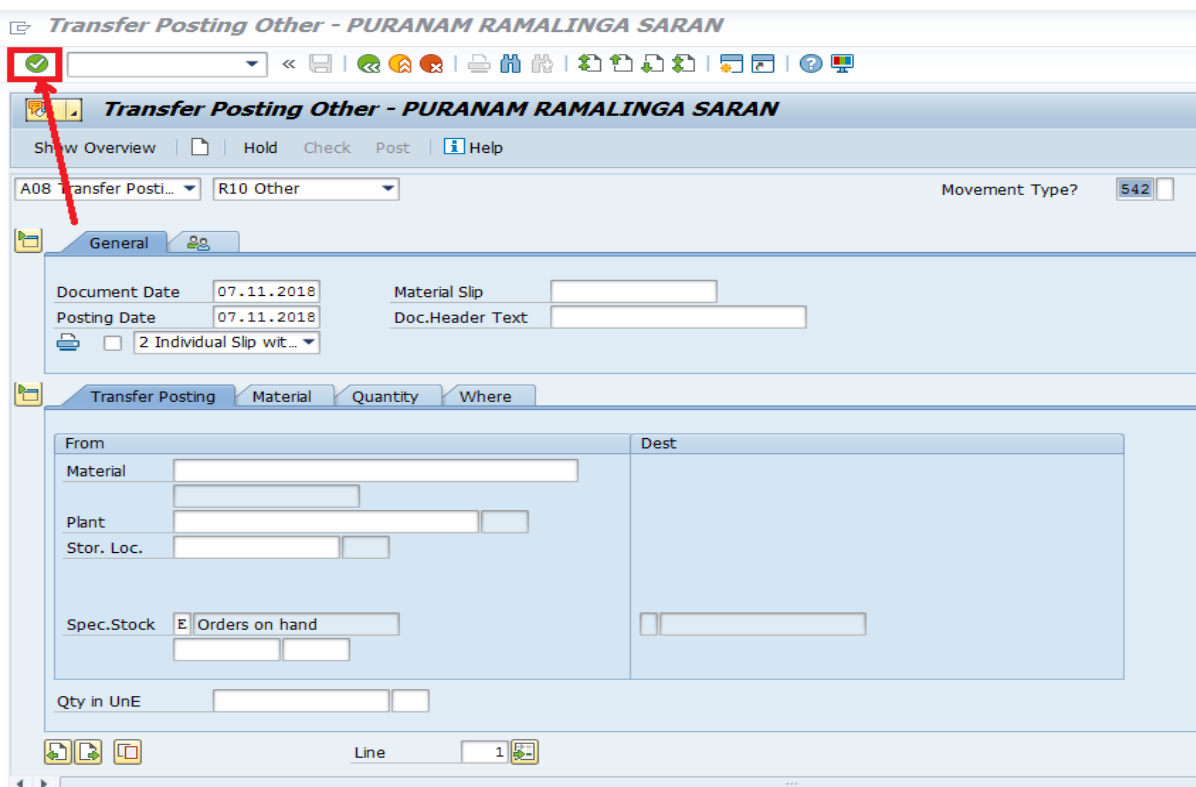 Transfer Posting Other - PURANAM RAMALINGA SARAN
Transfer Posting Other - PURANAM RAMALINGA SARAN
Show Overview Hold Check Post Help
A08 Transfer Posti... R10 Other Movement Type? 542
General
Document Date 07.11.2018 Material Slip
Posting Date 07.11.2018 Doc.Header Text
2 Individual Slip wit...
Transfer Posting Material Quantity Where
From Dest
Material
Plant
Stor. Loc.
Spec.Stock E Orders on hand
Qty in UnE
Line 1